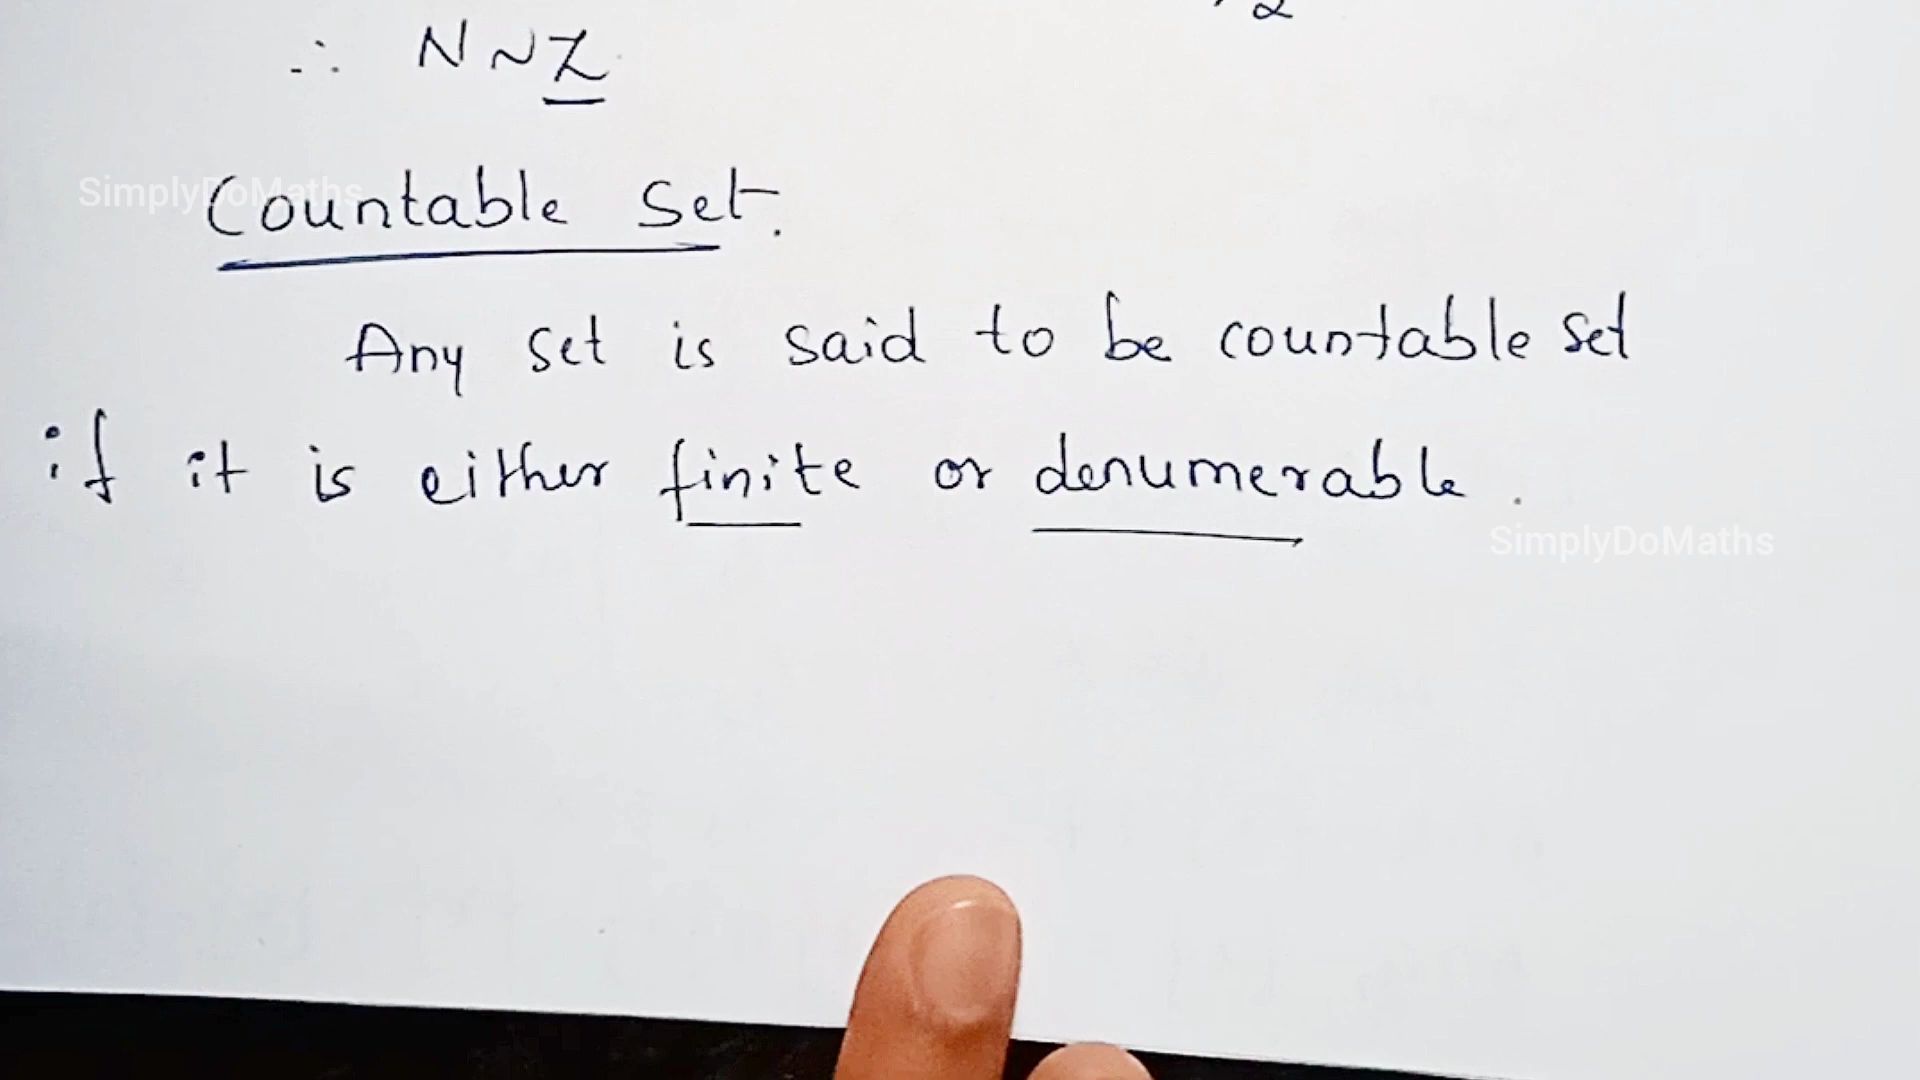 2
∴ N ~ Z
Countable Set.
Any set is said to be countable set
if it is either finite or denumerable.
SimplyDoMaths
SimplyDoMaths